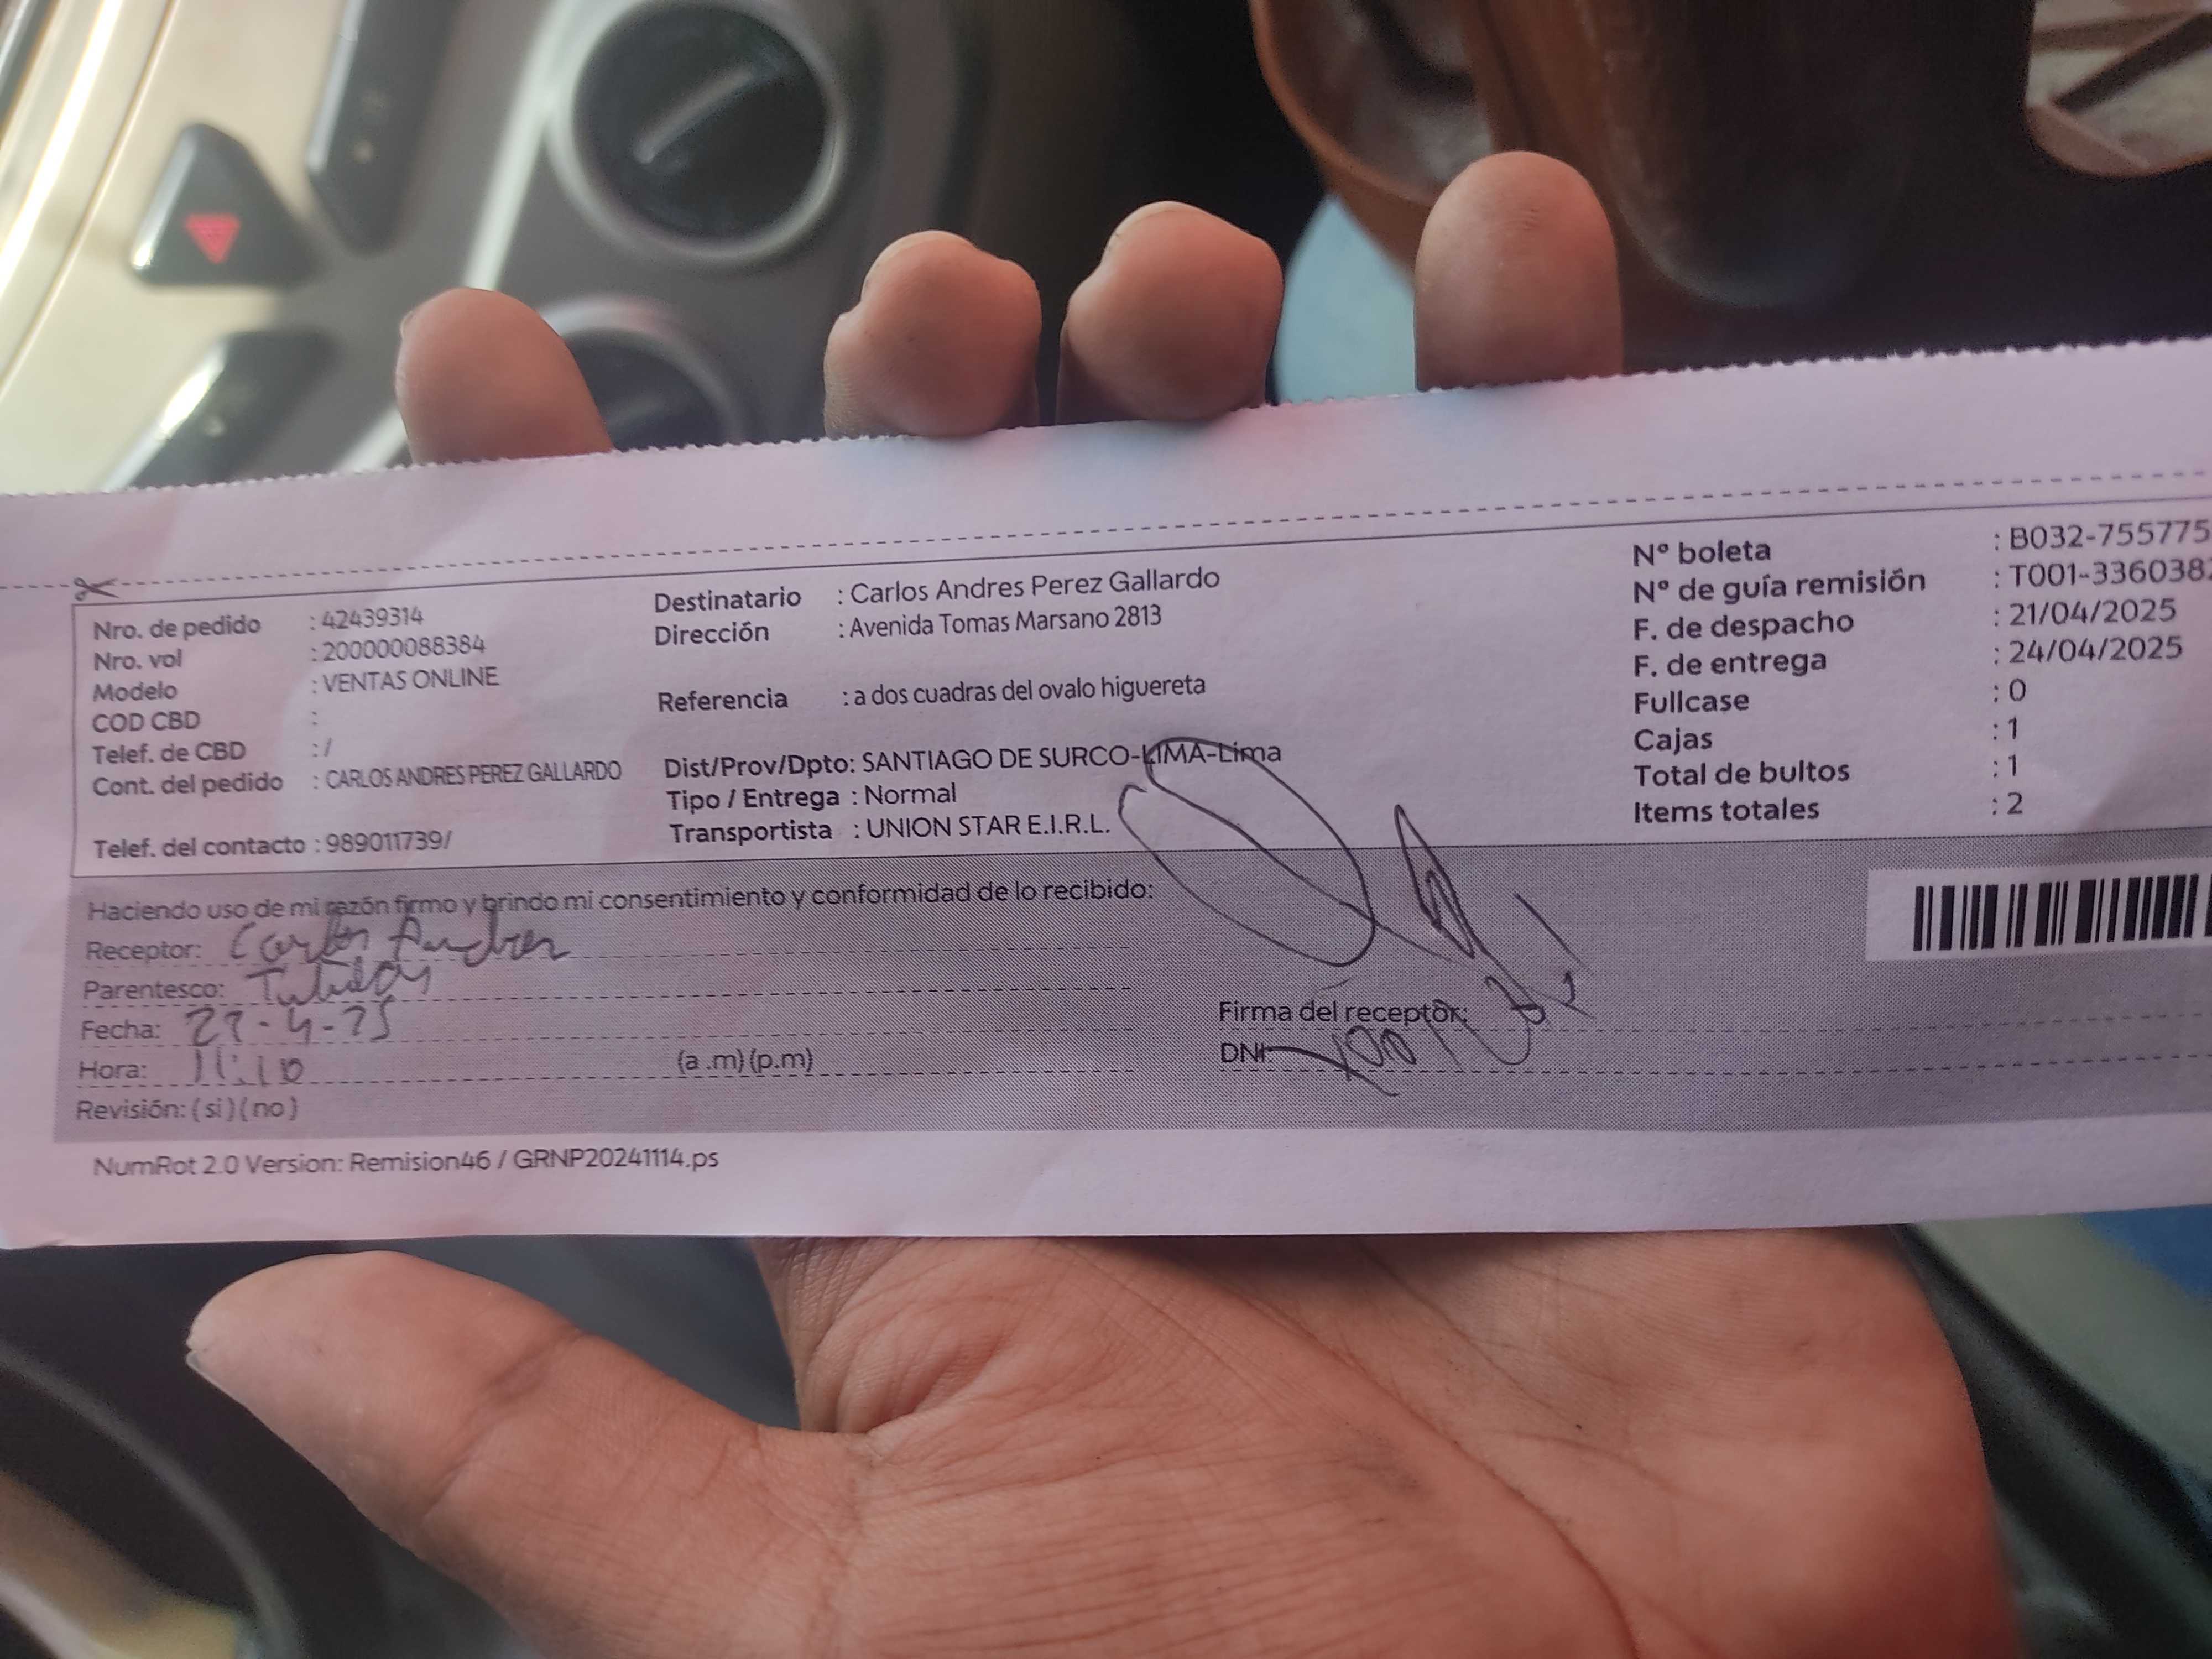 Nro. de pedido : 42439314
Nro. vol : 200000088384
Modelo : VENTAS ONLINE
COD CBD :
Telef. de CBD : /
Cont. del pedido : CARLOS ANDRES PEREZ GALLARDO
Telef. del contacto : 989011739/
Destinatario : Carlos Andres Perez Gallardo
Dirección : Avenida Tomas Marsano 2813
Referencia : a dos cuadras del ovalo higuereta
Dist/Prov/Dpto: SANTIAGO DE SURCO-LIMA-Lima
Tipo / Entrega : Normal
Transportista : UNION STAR E.I.R.L.
Nº boleta : B032-755775
Nº de guía remisión : T001-3360382
F. de despacho : 21/04/2025
F. de entrega : 24/04/2025
Fullcase : 0
Cajas : 1
Total de bultos : 1
Items totales : 2
Haciendo uso de mi razón firmo y brindo mi consentimiento y conformidad de lo recibido:
Receptor: Carlos Andres
Parentesco:
Fecha:
Hora: 11:10 (a .m) (p.m)
Revisión: ( si ) ( no )
Firma del receptor:
DNI:
NumRot 2.0 Version: Remision46 / GRNP20241114.ps